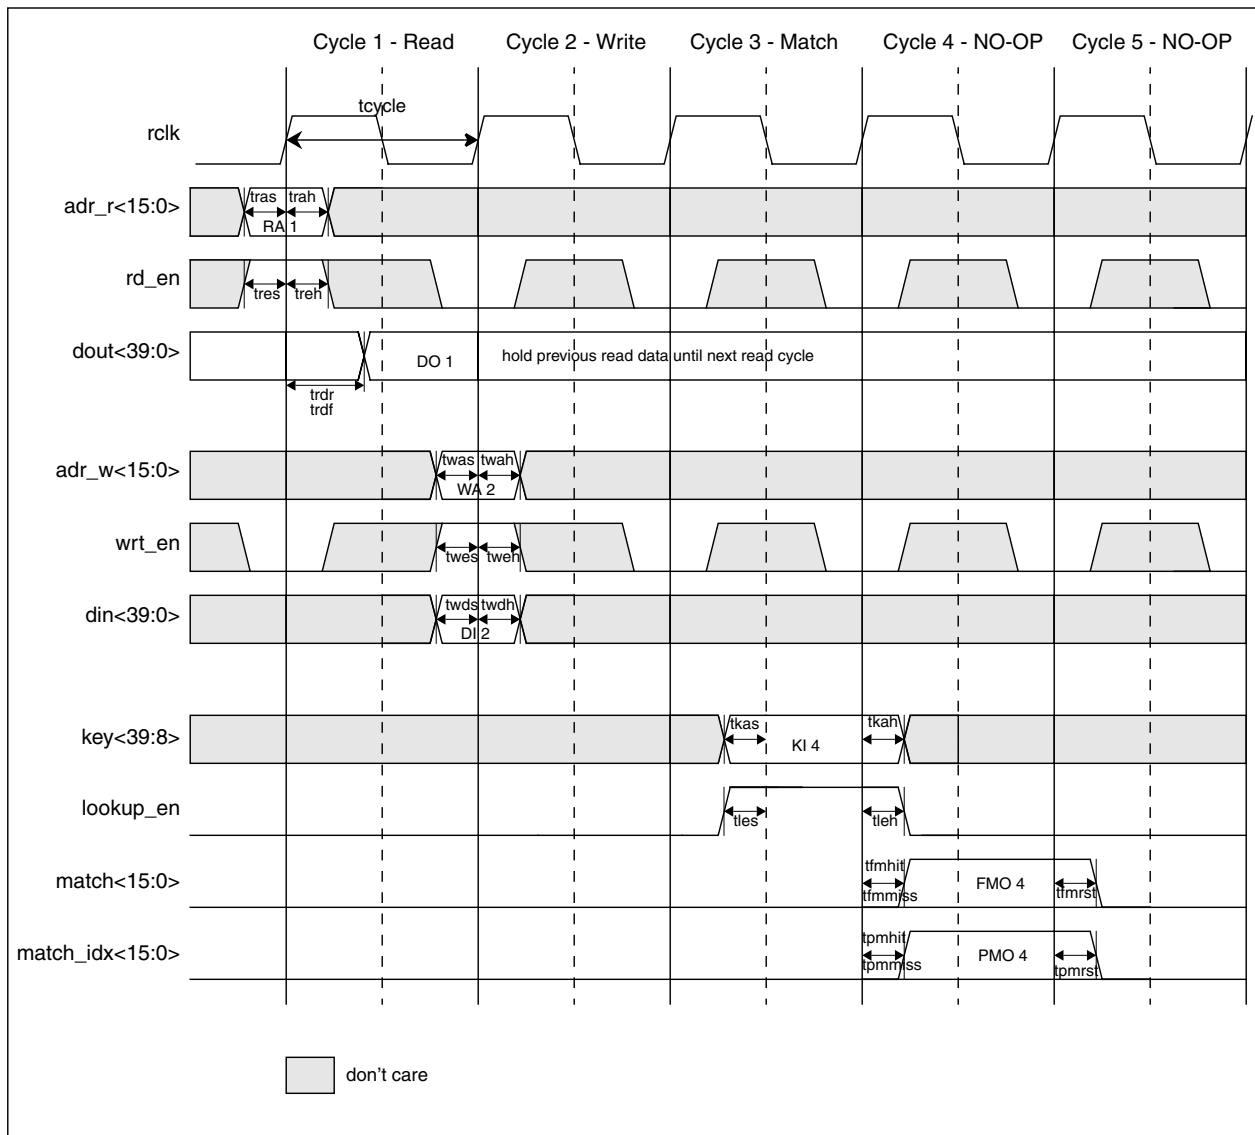 Cycle 1 - Read Cycle 2 - Write Cycle 3 - Match Cycle 4 - NO-OP Cycle 5 - NO-OP
tcycle
rclk
tras trah
adr_r<15:0>
RA 1
rd_en
tres treh
dout<39:0>
DO 1 hold previous read data until next read cycle
trdr
trdf
twas twah
adr_w<15:0>
WA 2
wrt_en
twes tweh
twds twdh
din<39:0>
DI 2
tkas tkah
key<39:8>
KI 4
lookup_en
tles tleh
tfmhit
match<15:0>
FMO 4
tfmmiss tfmrst
tpmhit
match_idx<15:0>
PMO 4
tpmmiss tpmrst
don't care